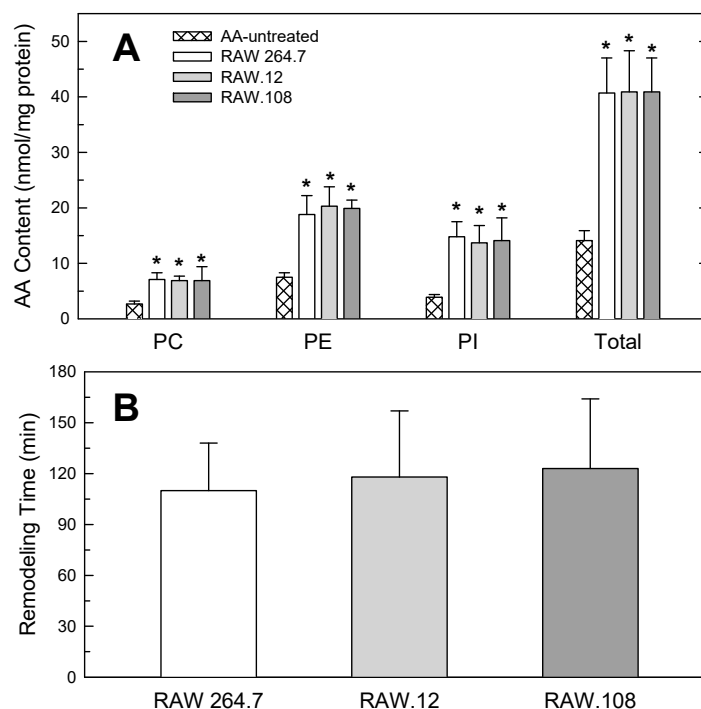 A
AA-untreated
RAW 264.7
RAW.12
RAW.108
AA Content (nmol/mg protein)
50
40
30
20
10
0
* * *
* * *
* * *
* * *
PC PE PI Total
B
Remodeling Time (min)
180
150
120
90
60
30
0
RAW 264.7 RAW.12 RAW.108